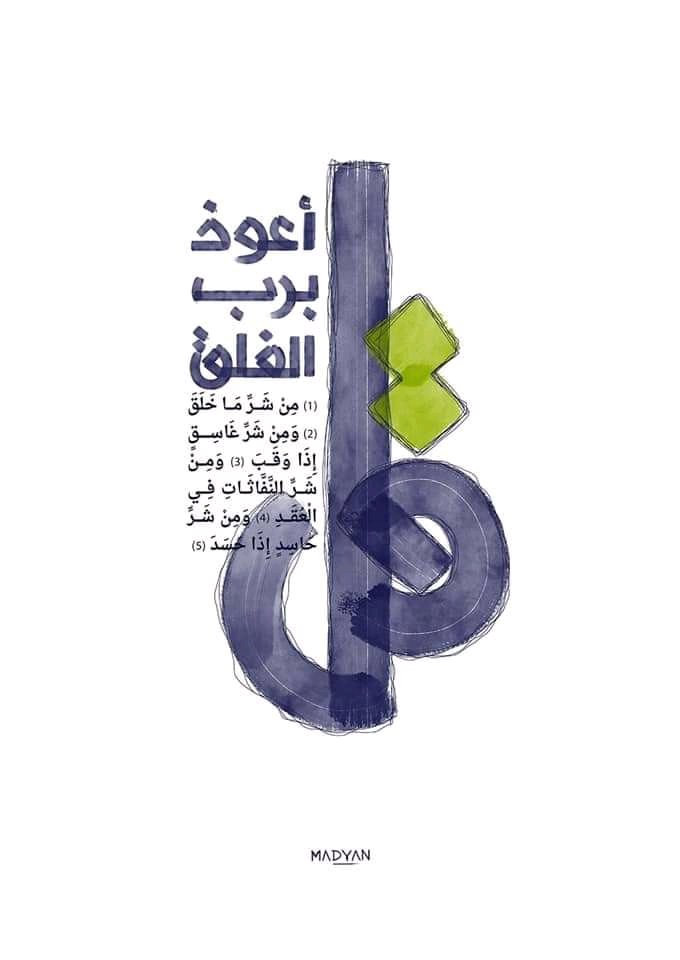 قل
أعوذ
برب
الفلق
(1) مِنْ شَرِّ مَا خَلَقَ
(2) وَمِنْ شَرِّ غَاسِقٍ
إِذَا وَقَبَ (3) وَمِنْ
شَرِّ النَّفَّاثَاتِ فِي
الْعُقَدِ (4) وَمِنْ شَرِّ
حَاسِدٍ إِذَا حَسَدَ (5)
MADYAN